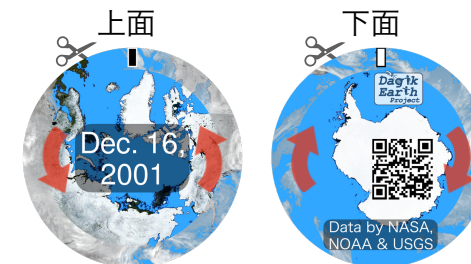 上面
下面
Dec. 16,
2001
Dagik
Earth
Project
Data by NASA,
NOAA & USGS